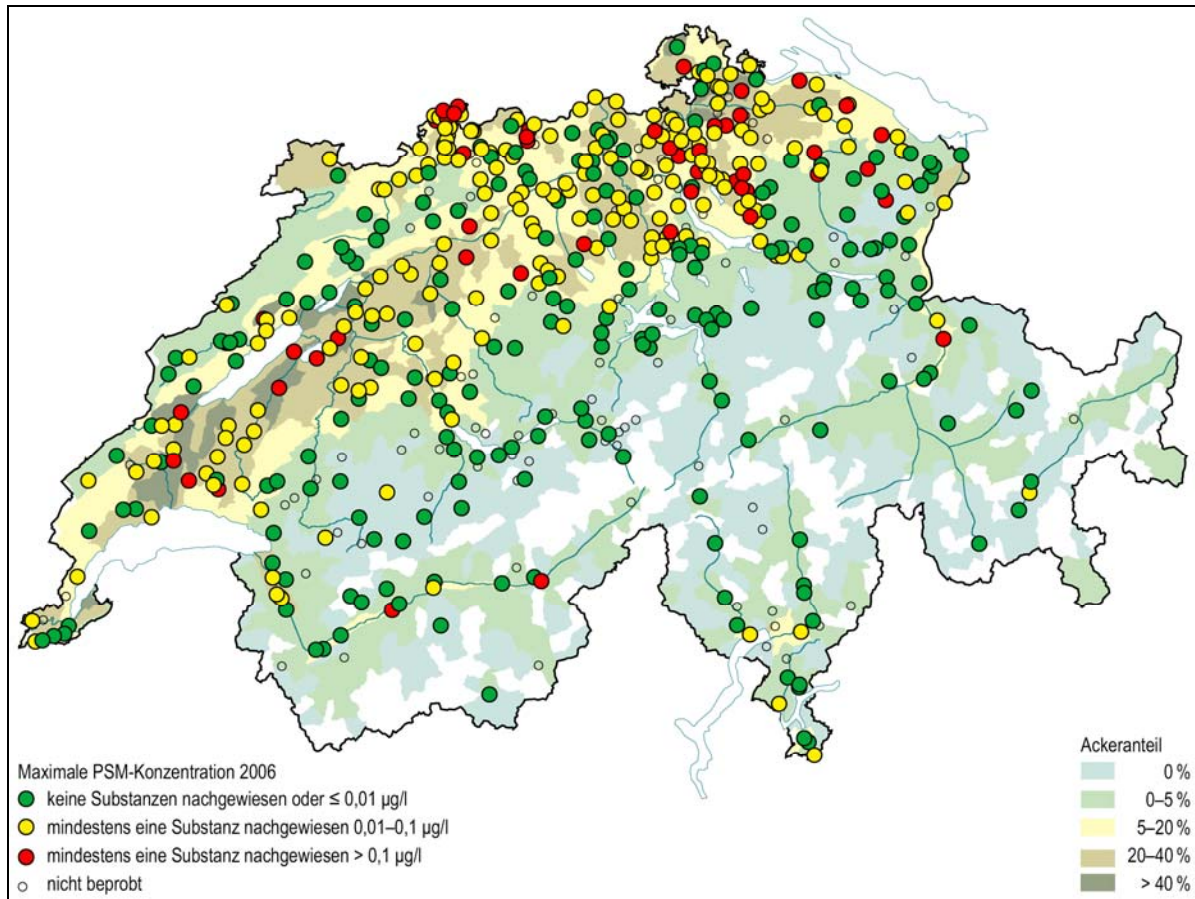 Maximale PSM-Konzentration 2006
keine Substanzen nachgewiesen oder ≤ 0,01 µg/l
mindestens eine Substanz nachgewiesen 0,01–0,1 µg/l
mindestens eine Substanz nachgewiesen > 0,1 µg/l
nicht beprobt
Ackeranteil
0 %
0–5 %
5–20 %
20–40 %
> 40 %